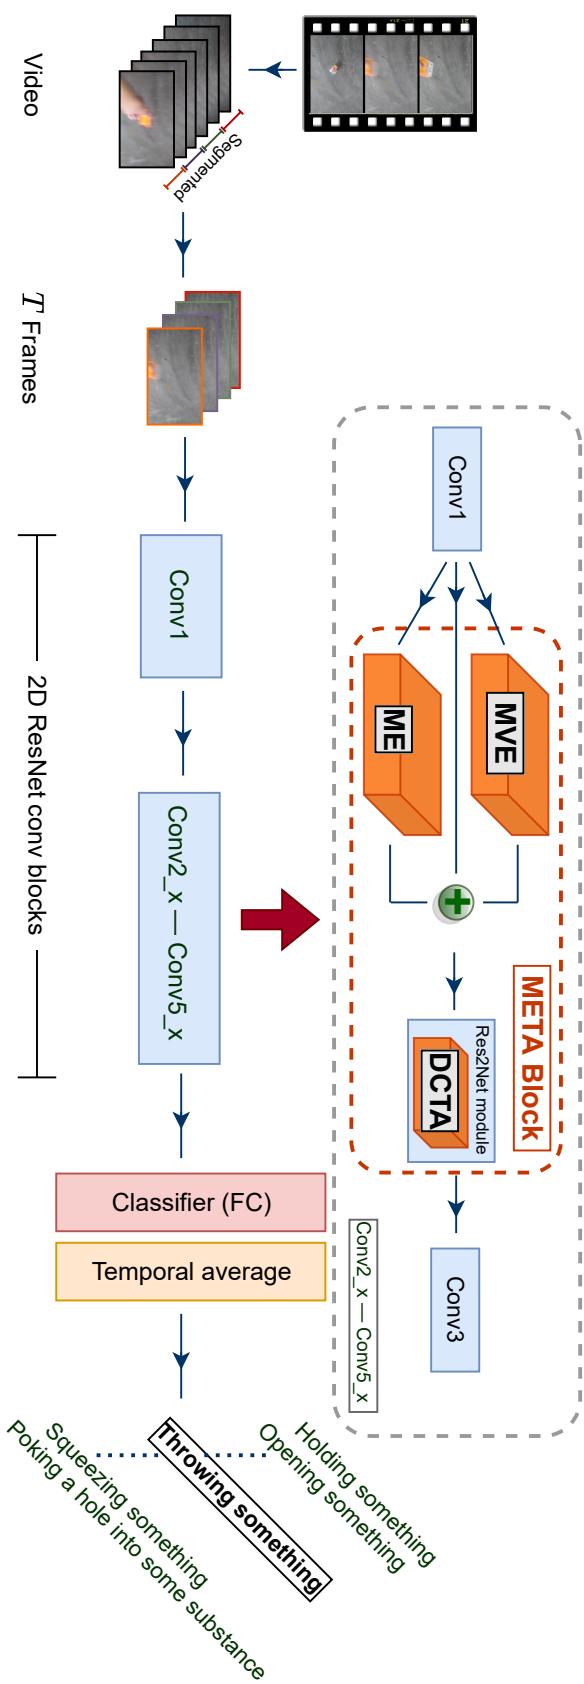 Video
Segmented
T Frames
Conv1
2D ResNet conv blocks
Conv1
Conv2_x — Conv5_x
MVE
ME
META Block
Res2Net module
DCTA
Conv3
Conv2_x — Conv5_x
Classifier (FC)
Temporal average
Holding something
Opening something
Throwing something
Squeezing something
Poking a hole into some substance